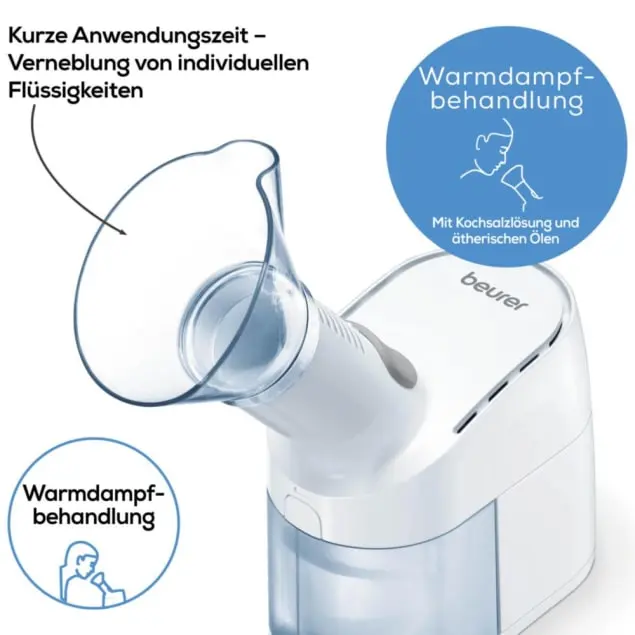 Kurze Anwendungszeit –
Verneblung von individuellen
Flüssigkeiten
Warmdampf-
behandlung
Mit Kochsalzlösung und
ätherischen Ölen
beurer
Warmdampf-
behandlung